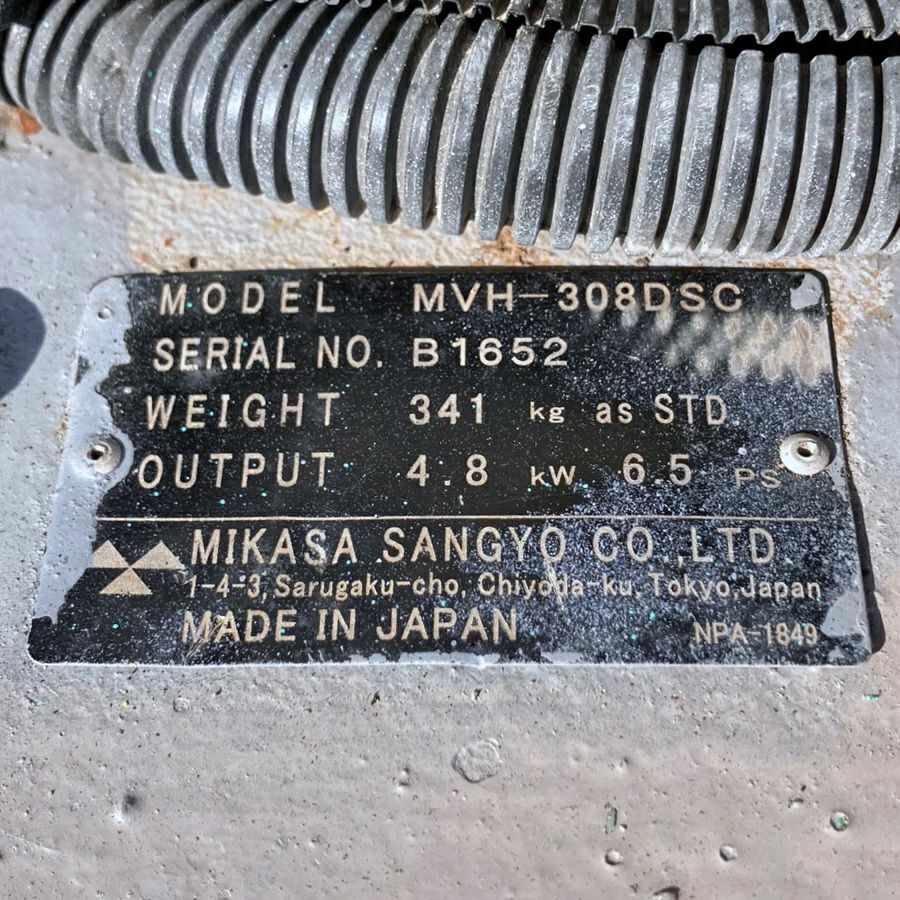 MODEL MVH-308DSC
SERIAL NO. B1652
WEIGHT 341 kg as STD
OUTPUT 4.8 kW 6.5 PS
MIKASA SANGYO CO.,LTD
1-4-3, Sarugaku-cho, Chiyoda-ku, Tokyo, Japan
MADE IN JAPAN NPA-1849